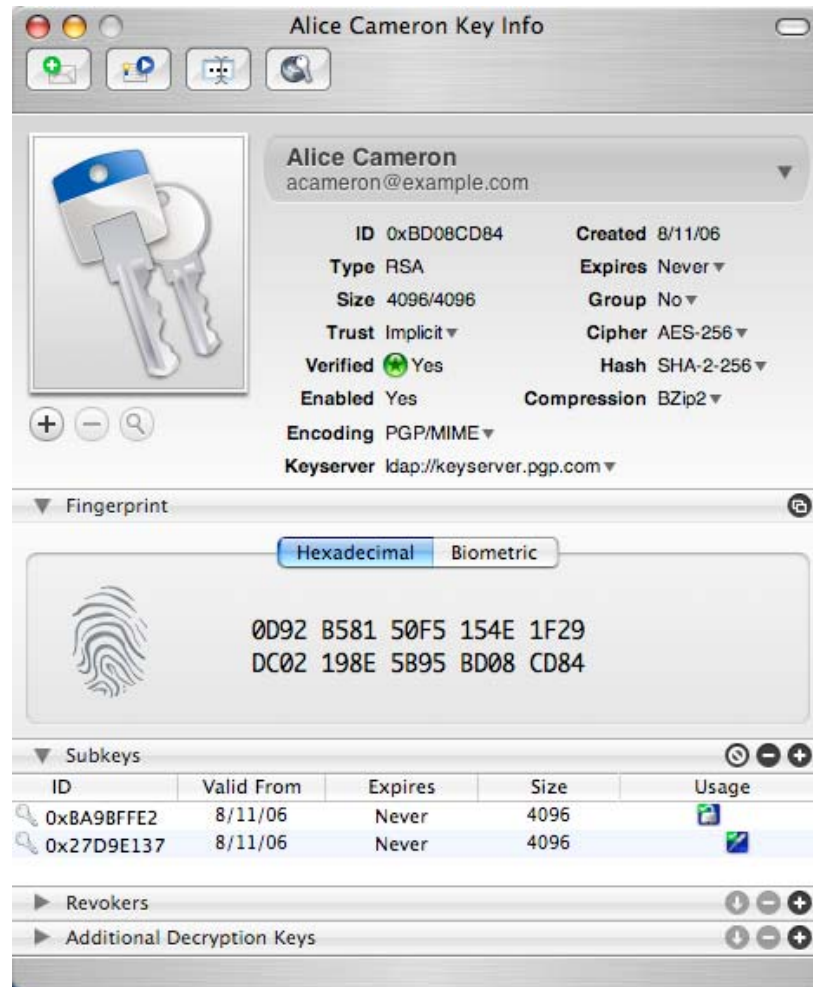 Alice Cameron Key Info
Alice Cameron
acameron@example.com
ID 0xBD08CD84 Created 8/11/06
Type RSA Expires Never
Size 4096/4096 Group No
Trust Implicit Cipher AES-256
Verified Yes Hash SHA-2-256
Enabled Yes Compression BZip2
Encoding PGP/MIME
Keyserver ldap://keyserver.pgp.com
Fingerprint
Hexadecimal Biometric
0D92 B581 50F5 154E 1F29
DC02 198E 5B95 BD08 CD84
Subkeys
ID Valid From Expires Size Usage
0xBA9BFFE2 8/11/06 Never 4096
0x27D9E137 8/11/06 Never 4096
Revokers
Additional Decryption Keys